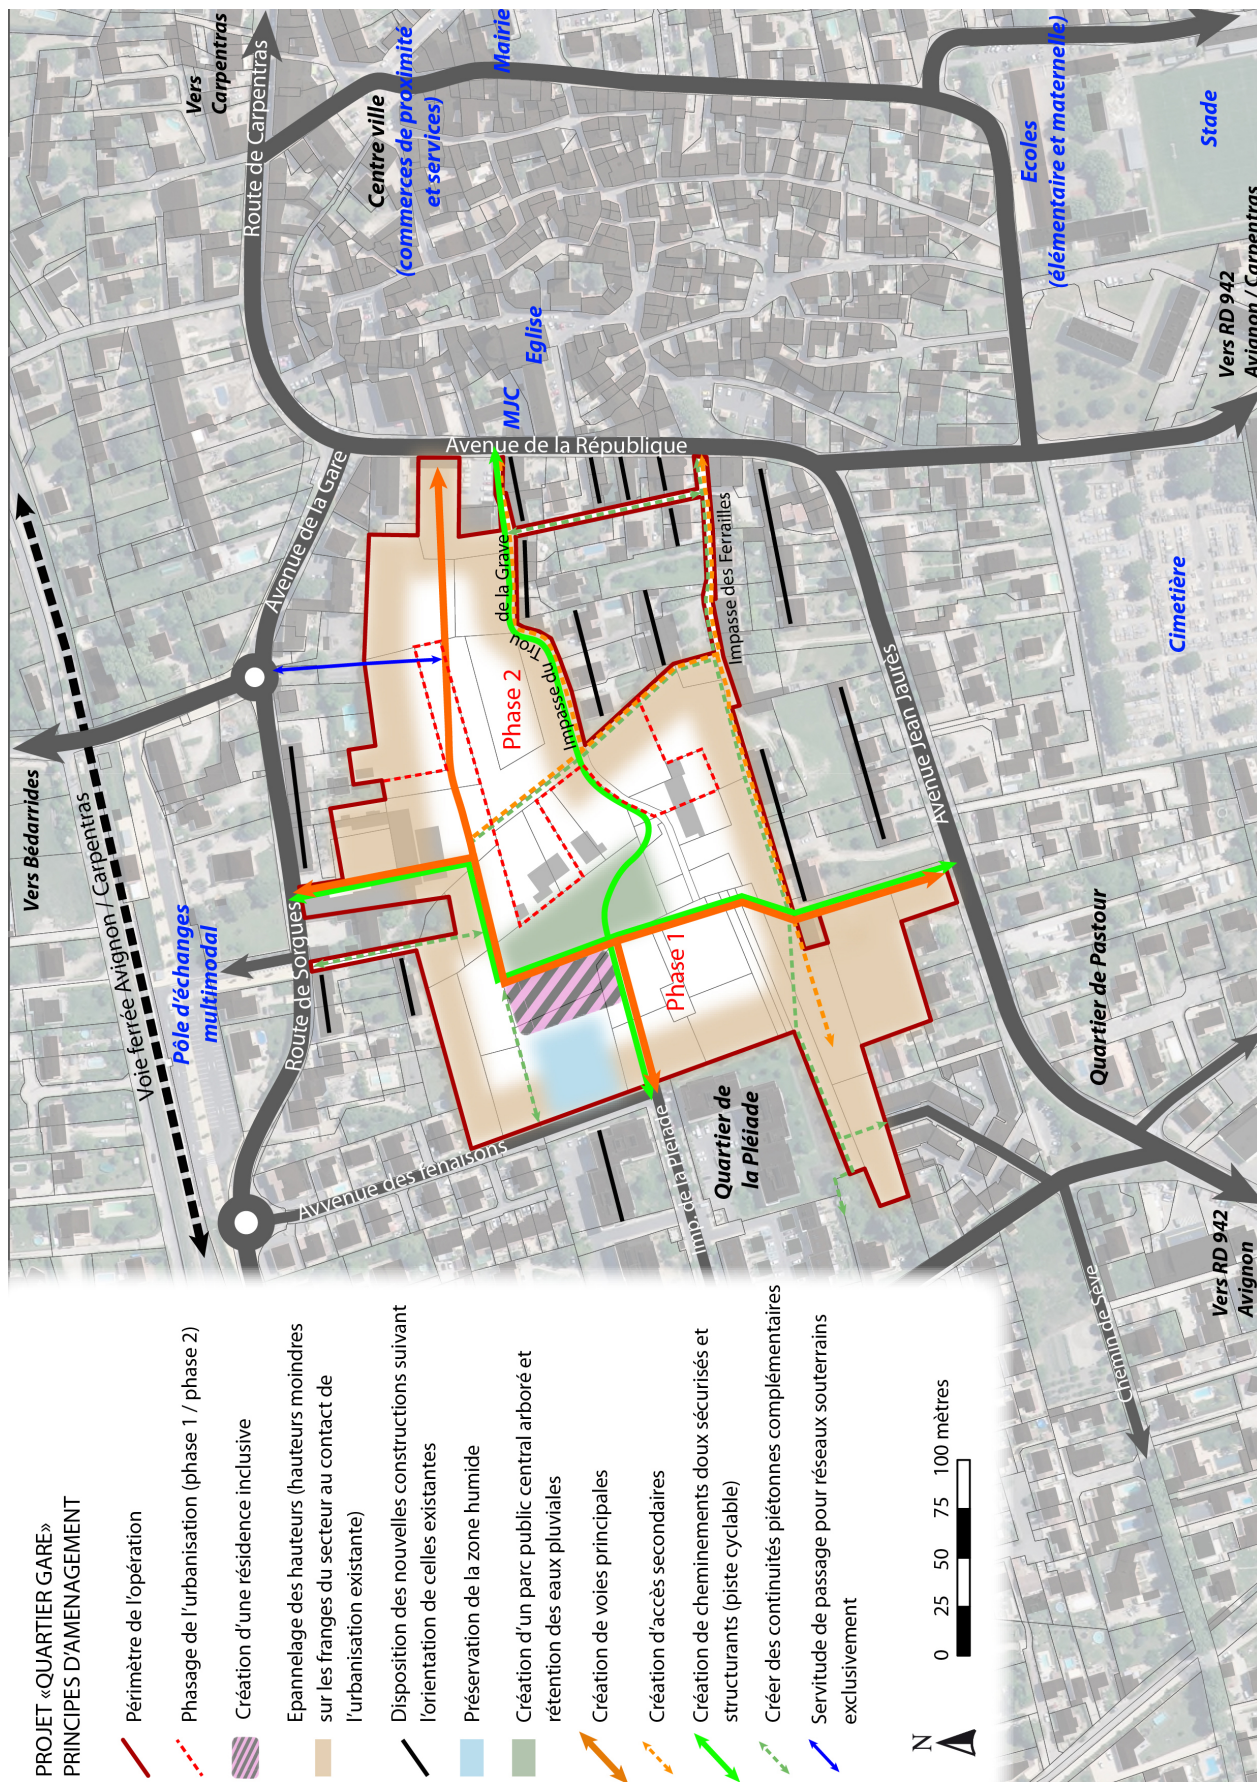 PROJET «QUARTIER GARE»
PRINCIPES D'AMENAGEMENT
Périmètre de l'opération
Phasage de l'urbanisation (phase 1 / phase 2)
Création d'une résidence inclusive
Epannelage des hauteurs (hauteurs moindres
sur les franges du secteur au contact de
l'urbanisation existante)
Disposition des nouvelles constructions suivant
l'orientation de celles existantes
Préservation de la zone humide
Création d'un parc public central arboré et
rétention des eaux pluviales
Création de voies principales
Création d'accès secondaires
Création de cheminements doux sécurisés et
structurants (piste cyclable)
Créer des continuités piétonnes complémentaires
Servitude de passage pour réseaux souterrains
exclusivement
N
0 25 50 75 100 mètres
Vers Bédarrides
Voie ferrée Avignon / Carpentras
Pôle d'échanges
multimodal
Route de Sorgues
Avenue de la Gare
Vers
Carpentras
Route de Carpentras
Centre ville
(commerces de proximité
et services)
Mairie
MJC
Eglise
Avenue de la République
Avvenue des fenaisons
Phase 2
Impasse du Trou
de la Grave
Impasse des Ferrailles
Phase 1
Imp. de la Pléiade
Quartier de
la Pléiade
Avenue Jean Jaurès
Quartier de Pastour
Cimetière
Ecoles
(élémentaire et maternelle)
Stade
Vers RD 942
Avignon / Carpentras
Vers RD 942
Avignon
Chemin de Sève